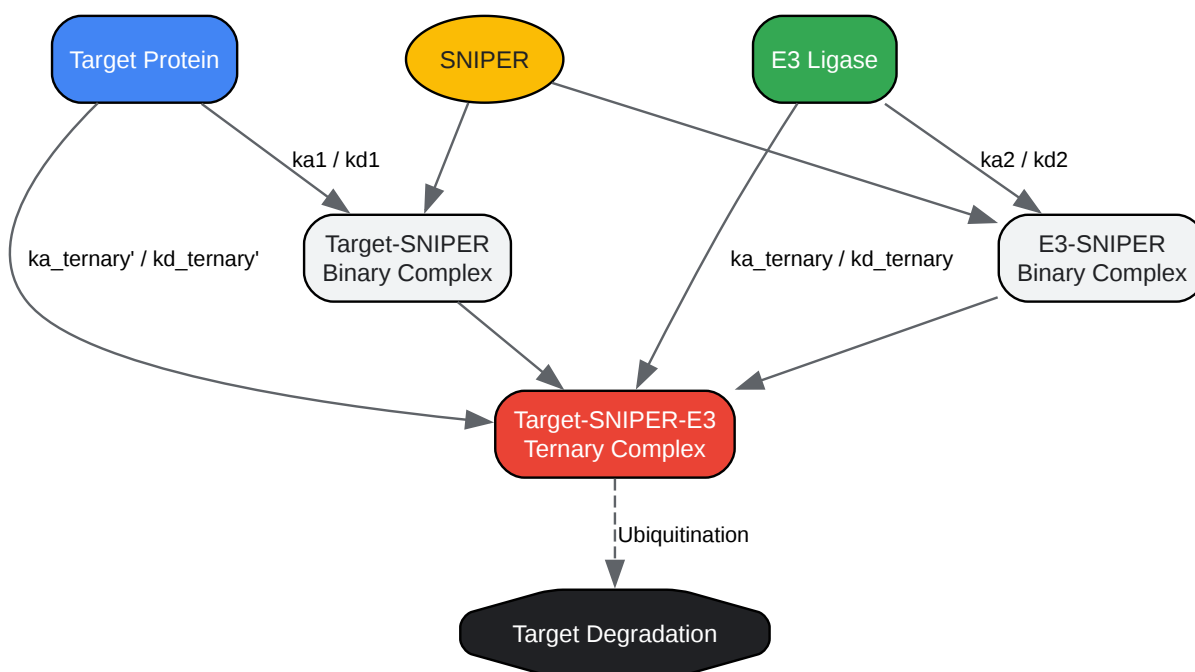 Target Protein
SNIPER
E3 Ligase
ka1 / kd1
ka2 / kd2
Target-SNIPER
Binary Complex
E3-SNIPER
Binary Complex
ka_ternary' / kd_ternary'
ka_ternary / kd_ternary
Target-SNIPER-E3
Ternary Complex
Ubiquitination
Target Degradation